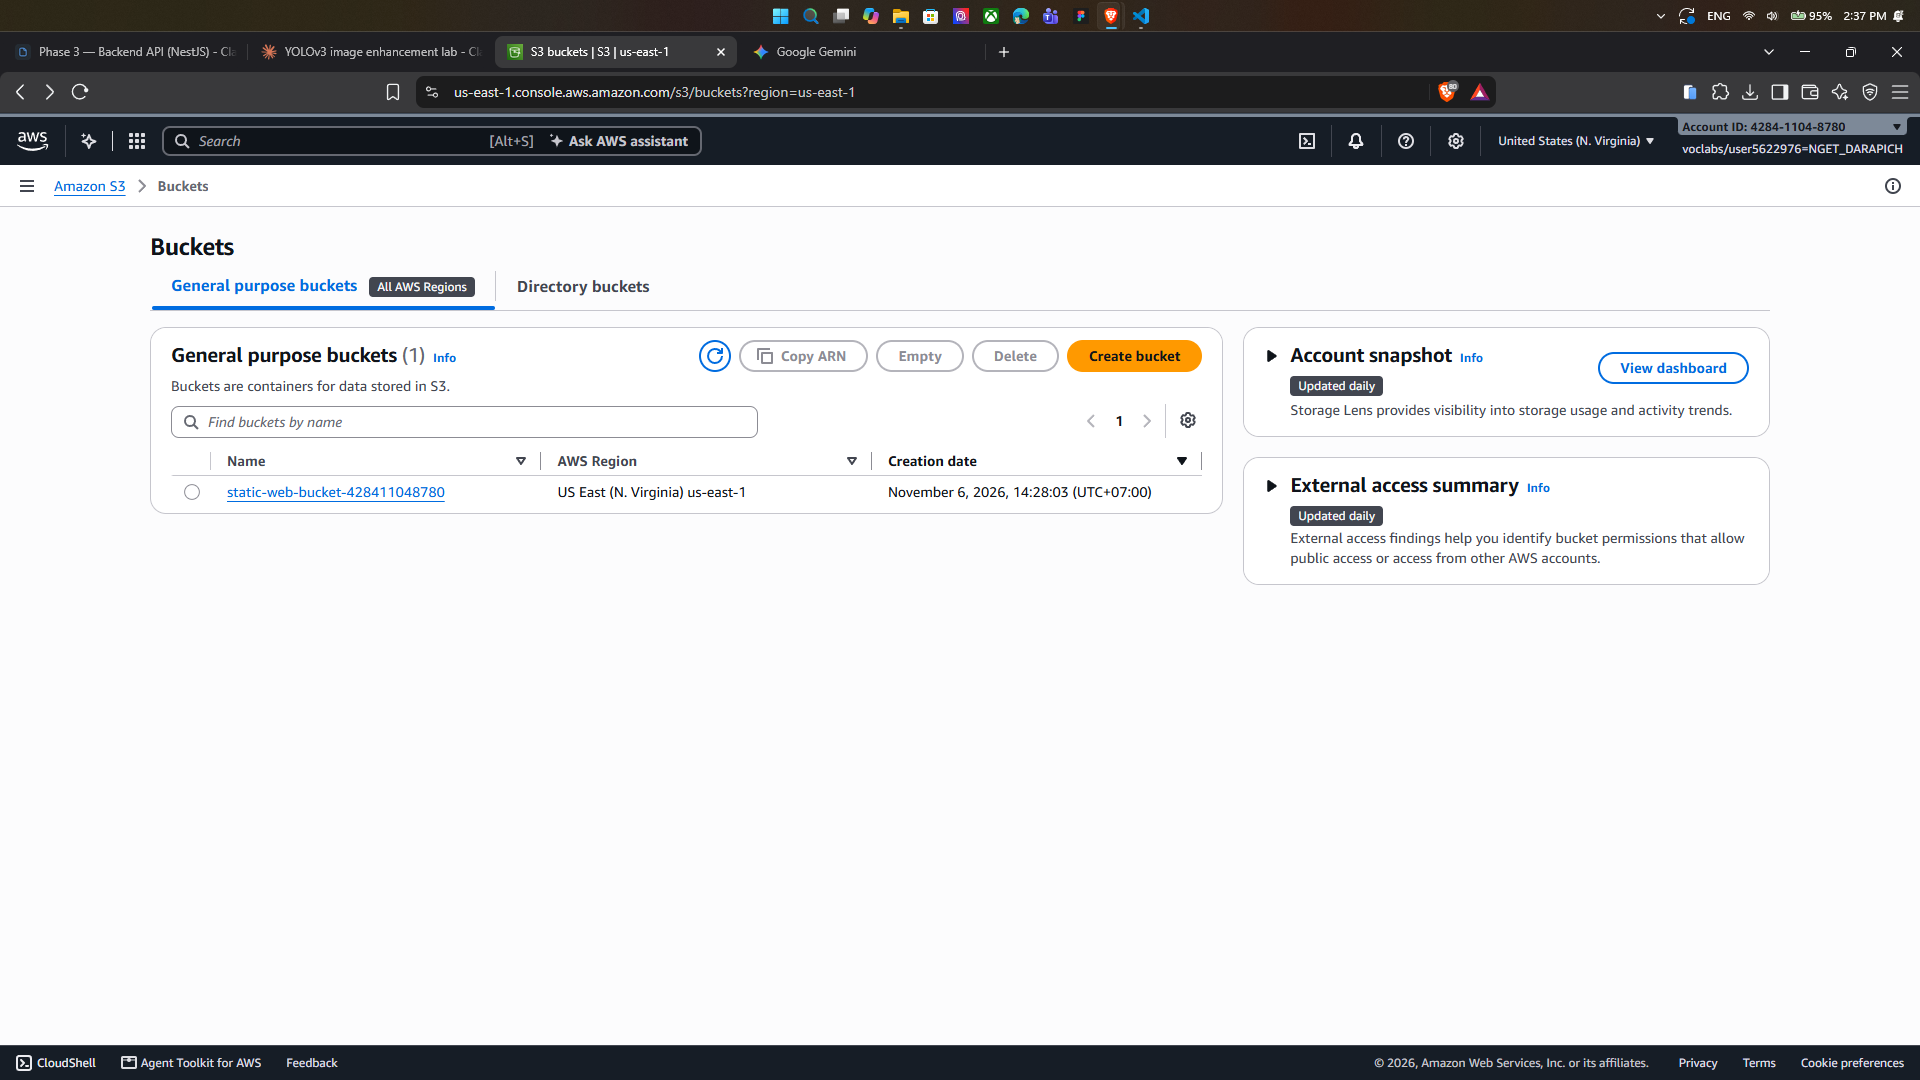 ENG 95% 2:37 PM
Phase 3 — Backend API (NestJS) - Cla
YOLOv3 image enhancement lab - Cl
S3 buckets | S3 | us-east-1
Google Gemini
us-east-1.console.aws.amazon.com/s3/buckets?region=us-east-1
80
aws
Search [Alt+S] Ask AWS assistant
United States (N. Virginia)
Account ID: 4284-1104-8780
voclabs/user5622976=NGET_DARAPICH
Amazon S3 Buckets
Buckets
General purpose buckets All AWS Regions Directory buckets
General purpose buckets (1) Info
Copy ARN Empty Delete Create bucket
Buckets are containers for data stored in S3.
Find buckets by name
1
Name AWS Region Creation date
static-web-bucket-428411048780 US East (N. Virginia) us-east-1 November 6, 2026, 14:28:03 (UTC+07:00)
Account snapshot Info
View dashboard
Updated daily
Storage Lens provides visibility into storage usage and activity trends.
External access summary Info
Updated daily
External access findings help you identify bucket permissions that allow
public access or access from other AWS accounts.
CloudShell Agent Toolkit for AWS Feedback
© 2026, Amazon Web Services, Inc. or its affiliates. Privacy Terms Cookie preferences